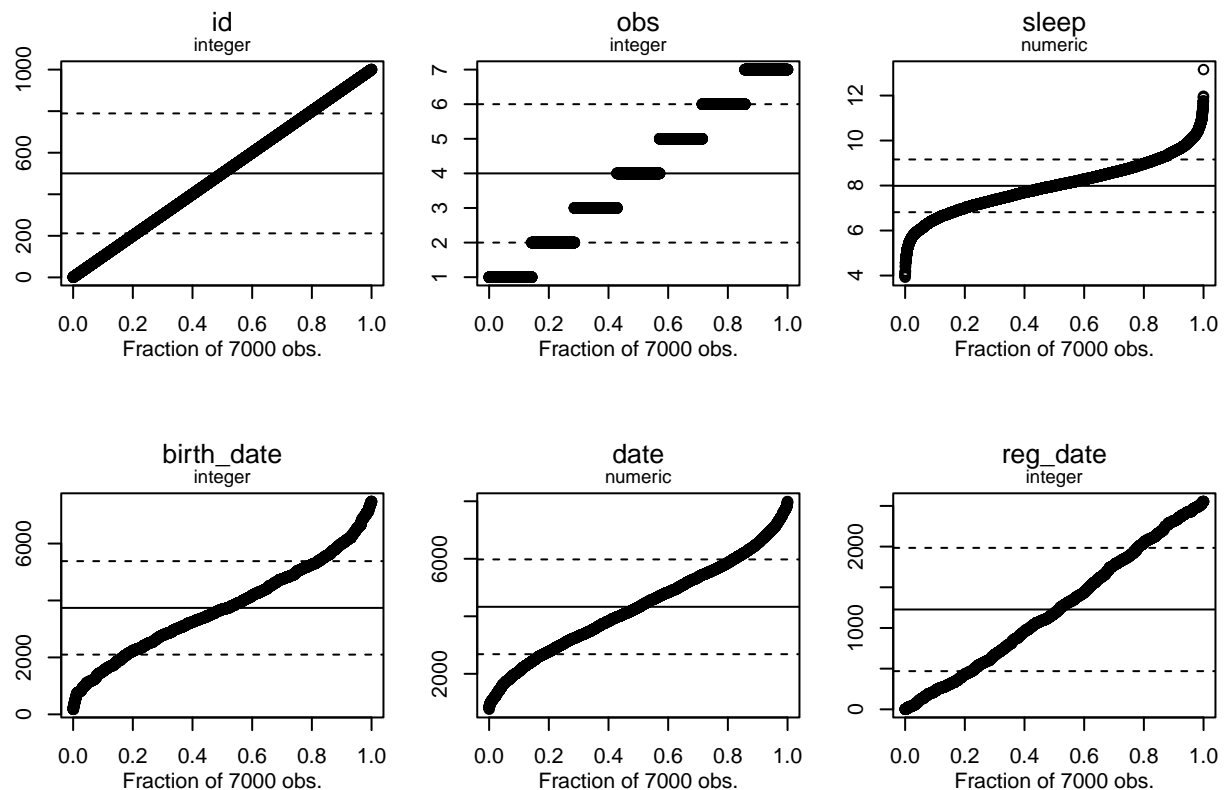 id
integer
1000
600
200
0
0.0 0.2 0.4 0.6 0.8 1.0
Fraction of 7000 obs.
obs
integer
7
6
5
4
3
2
1
0.0 0.2 0.4 0.6 0.8 1.0
Fraction of 7000 obs.
sleep
numeric
12
10
8
6
4
0.0 0.2 0.4 0.6 0.8 1.0
Fraction of 7000 obs.
birth_date
integer
6000
4000
2000
0
0.0 0.2 0.4 0.6 0.8 1.0
Fraction of 7000 obs.
date
numeric
6000
2000
0.0 0.2 0.4 0.6 0.8 1.0
Fraction of 7000 obs.
reg_date
integer
2000
1000
0
0.0 0.2 0.4 0.6 0.8 1.0
Fraction of 7000 obs.